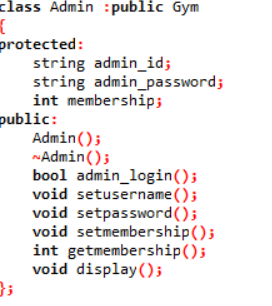 class Admin :public Gym
{
protected:
    string admin_id;
    string admin_password;
    int membership;
public:
    Admin();
    ~Admin();
    bool admin_login();
    void setusername();
    void setpassword();
    void setmembership();
    int getmembership();
    void display();
};